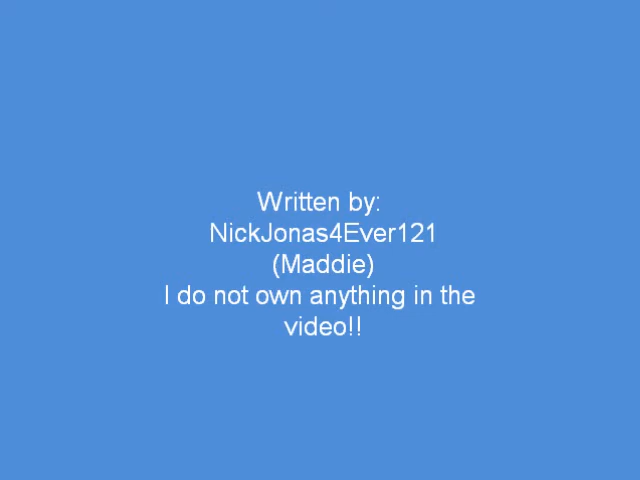 Written by:
NickJonas4Ever121
(Maddie)
I do not own anything in the
video!!